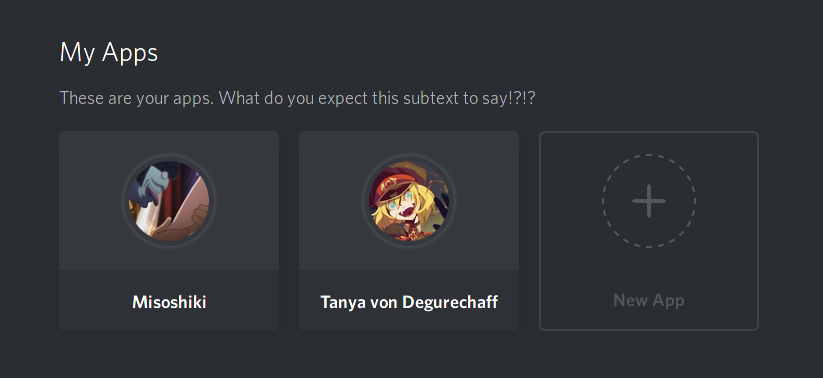 My Apps
These are your apps. What do you expect this subtext to say!?!?
Misoshiki
Tanya von Degurechaff
New App